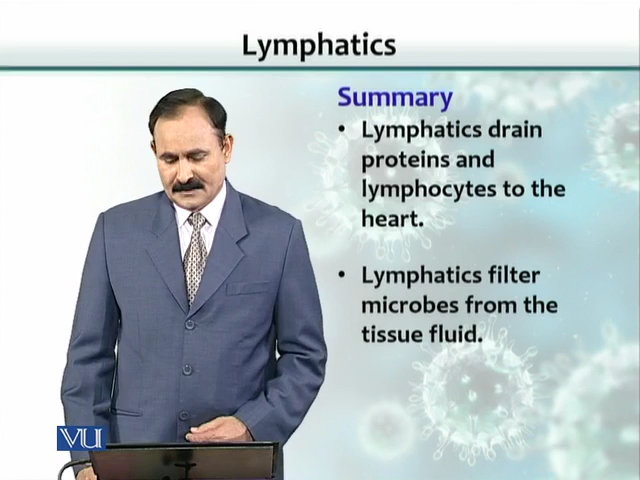 Lymphatics
Summary
• Lymphatics drain
proteins and
lymphocytes to the
heart.
• Lymphatics filter
microbes from the
tissue fluid.
VU